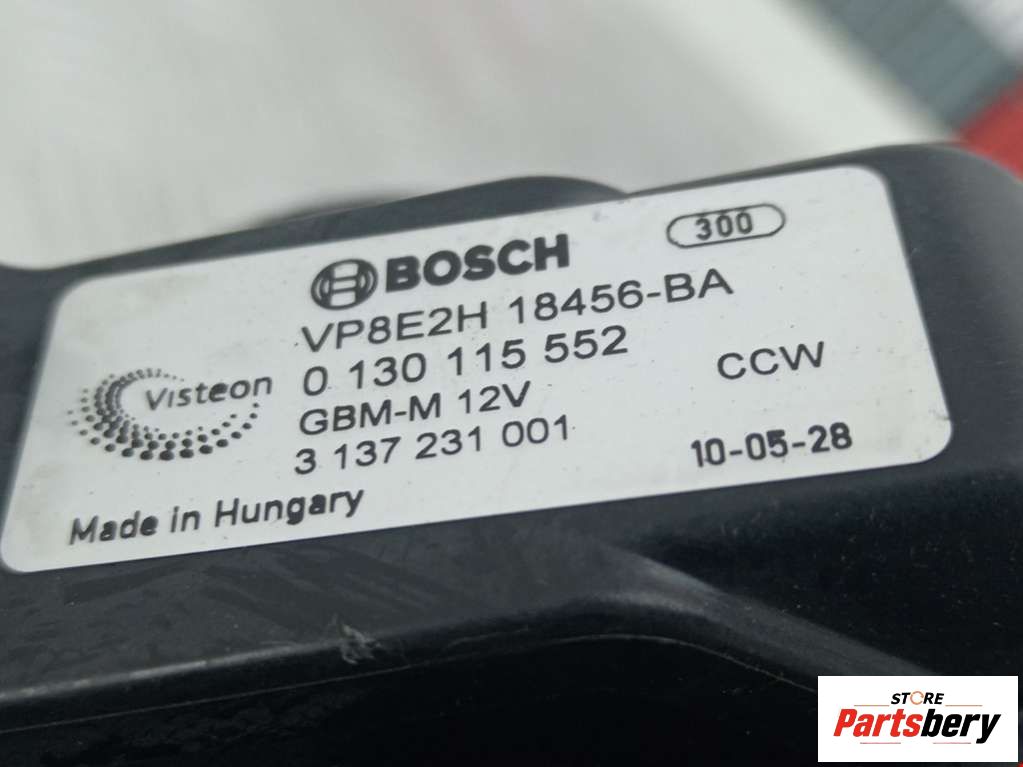 BOSCH
300
VP8E2H 18456-BA
0 130 115 552
Visteon
CCW
GBM-M 12V
3 137 231 001
10-05-28
Made in Hungary
STORE
Partsbery